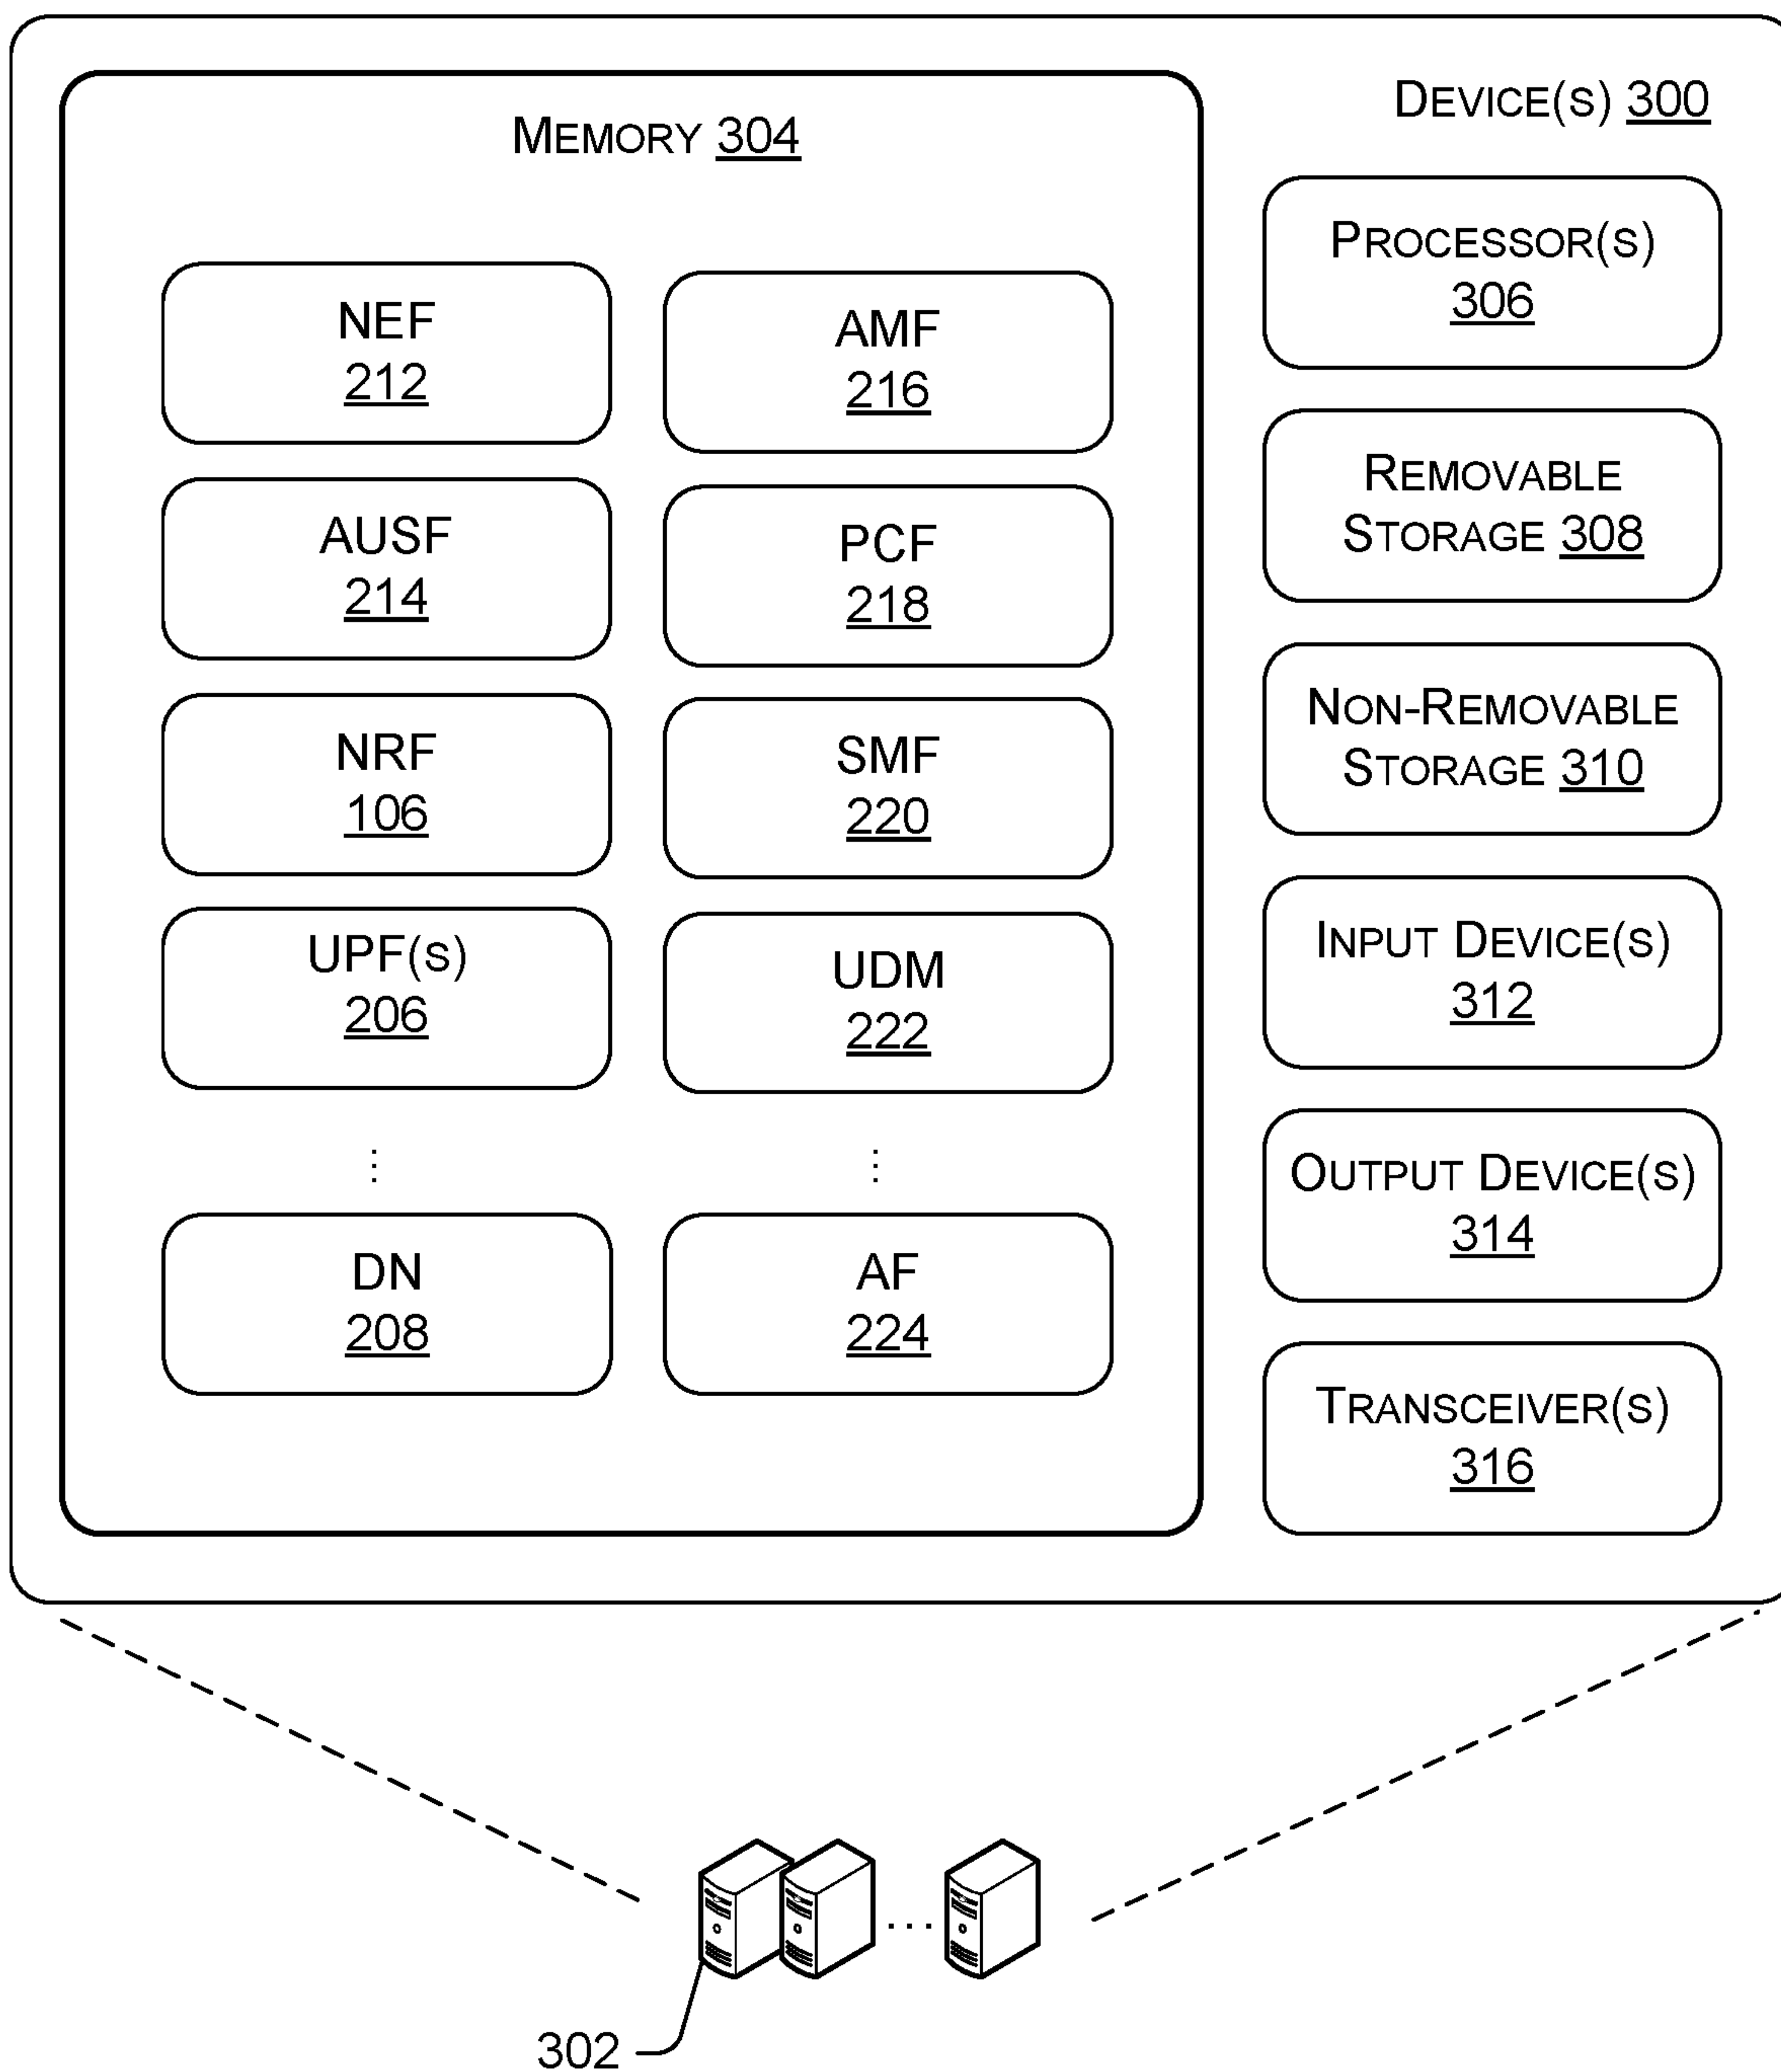 DEVICE(S) 300
MEMORY 304
NEF
212
AMF
216
AUSF
214
PCF
218
NRF
106
SMF
220
UPF(S)
206
UDM
222
⋮
⋮
DN
208
AF
224
PROCESSOR(S)
306
REMOVABLE
STORAGE 308
NON-REMOVABLE
STORAGE 310
INPUT DEVICE(S)
312
OUTPUT DEVICE(S)
314
TRANSCEIVER(S)
316
...
302